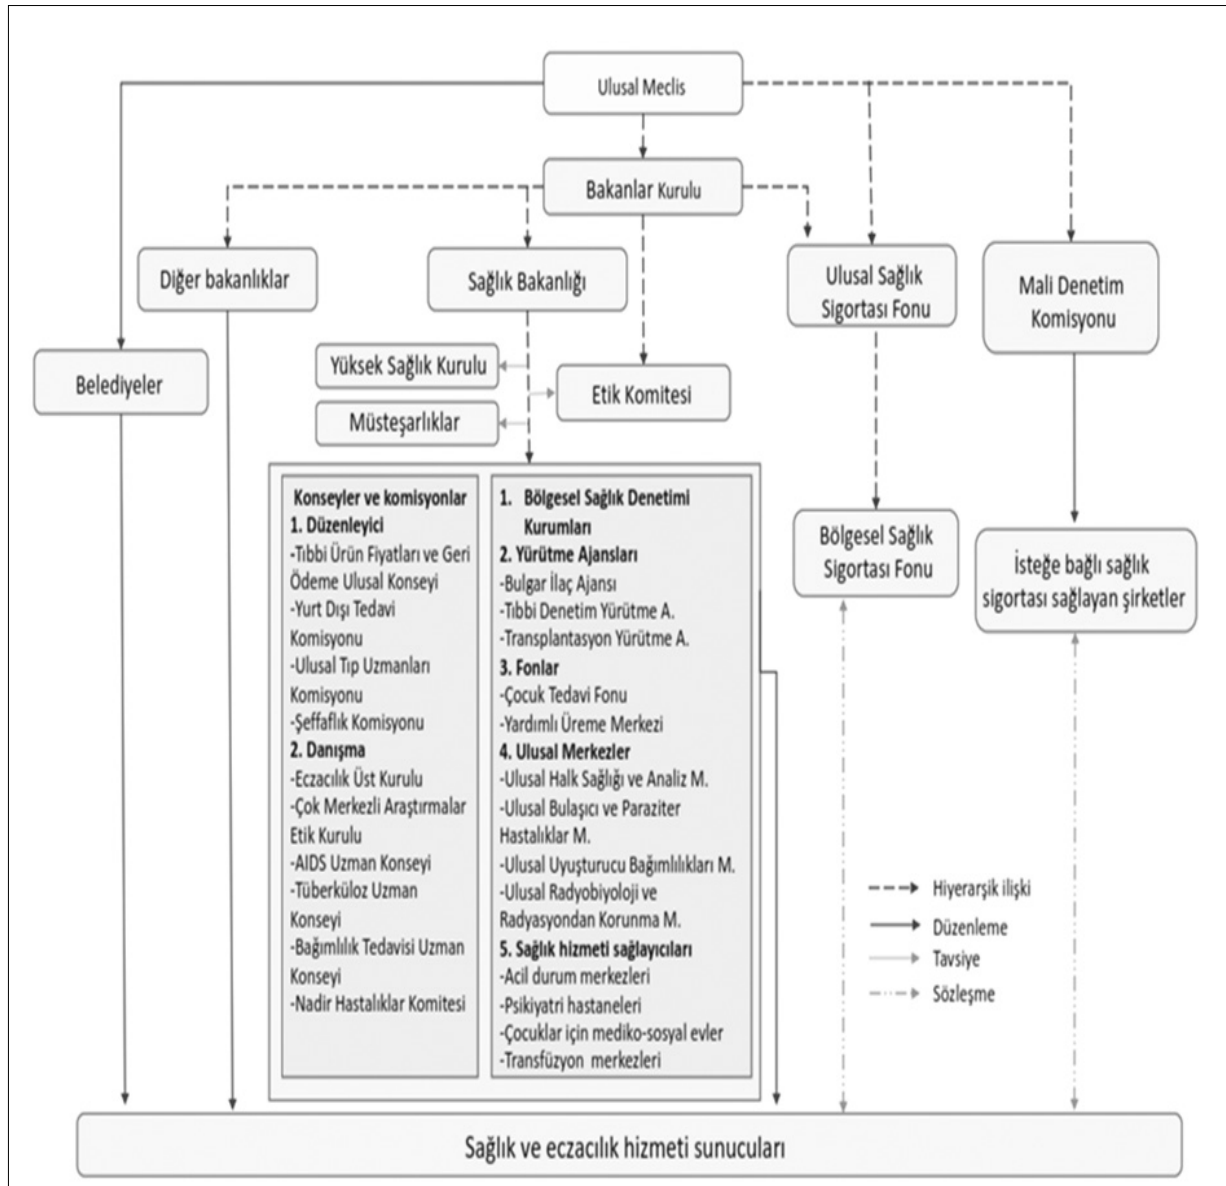 Ulusal Meclis
Bakanlar Kurulu
Diğer bakanlıklar
Sağlık Bakanlığı
Ulusal Sağlık
Sigortası Fonu
Mali Denetim
Komisyonu
Belediyeler
Yüksek Sağlık Kurulu
Etik Komitesi
Müsteşarlıklar
Konseyler ve komisyonlar
1. Düzenleyici
-Tıbbi Ürün Fiyatları ve Geri
Ödeme Ulusal Konseyi
-Yurt Dışı Tedavi
Komisyonu
-Ulusal Tıp Uzmanları
Komisyonu
-Şeffaflık Komisyonu
2. Danışma
-Eczacılık Üst Kurulu
-Çok Merkezli Araştırmalar
Etik Kurulu
-AIDS Uzman Konseyi
-Tüberküloz Uzman
Konseyi
-Bağımlılık Tedavisi Uzman
Konseyi
-Nadir Hastalıklar Komitesi
1. Bölgesel Sağlık Denetimi
Kurumları
2. Yürütme Ajansları
-Bulgar İlaç Ajansı
-Tıbbi Denetim Yürütme A.
-Transplantasyon Yürütme A.
3. Fonlar
-Çocuk Tedavi Fonu
-Yardımlı Üreme Merkezi
4. Ulusal Merkezler
-Ulusal Halk Sağlığı ve Analiz M.
-Ulusal Bulaşıcı ve Paraziter
Hastalıklar M.
-Ulusal Uyuşturucu Bağımlılıkları M.
-Ulusal Radyobiyoloji ve
Radyasyondan Korunma M.
5. Sağlık hizmeti sağlayıcıları
-Acil durum merkezleri
-Psikiyatri hastaneleri
-Çocuklar için mediko-sosyal evler
-Transfüzyon merkezleri
Bölgesel Sağlık
Sigortası Fonu
İsteğe bağlı sağlık
sigortası sağlayan şirketler
Hiyerarşik ilişki
Düzenleme
Tavsiye
Sözleşme
Sağlık ve eczacılık hizmeti sunucuları